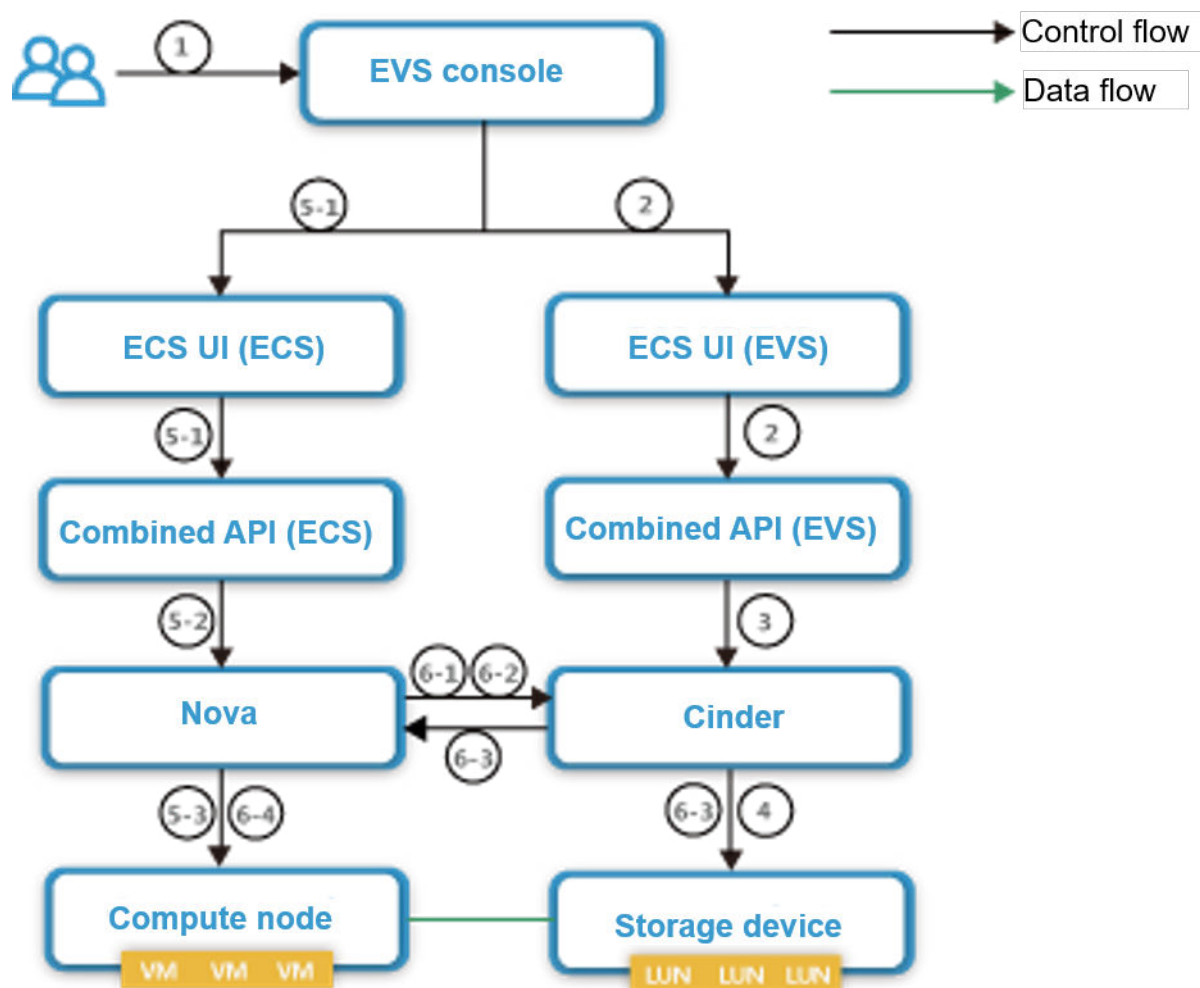 1
EVS console
Control flow
Data flow
5-1
2
ECS UI (ECS)
ECS UI (EVS)
5-1
2
Combined API (ECS)
Combined API (EVS)
5-2
3
6-1
6-2
Nova
Cinder
6-3
5-3
6-4
6-3
4
Compute node
Storage device
VM VM VM
LUN LUN LUN